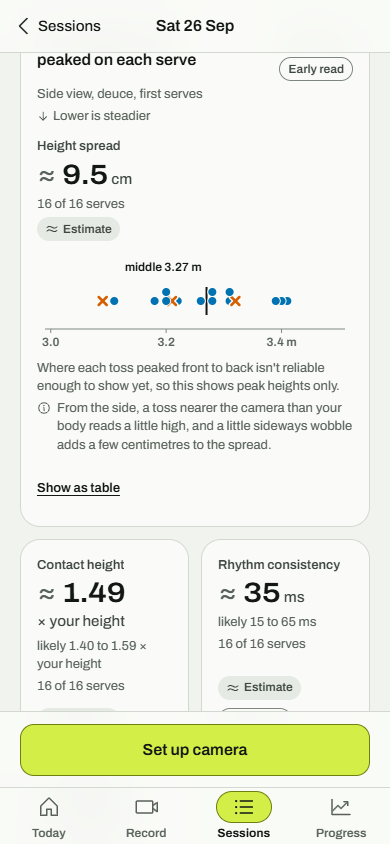 Sessions
Sat 26 Sep
peaked on each serve
Early read
Side view, deuce, first serves
↓ Lower is steadier
Height spread
≈ 9.5 cm
16 of 16 serves
≈ Estimate
middle 3.27 m
3.0 3.2 3.4 m
Where each toss peaked front to back isn't reliable
enough to show yet, so this shows peak heights only.
From the side, a toss nearer the camera than your
body reads a little high, and a little sideways wobble
adds a few centimetres to the spread.
Show as table
Contact height
≈ 1.49
× your height
likely 1.40 to 1.59 ×
your height
16 of 16 serves
Rhythm consistency
≈ 35 ms
likely 15 to 65 ms
16 of 16 serves
≈ Estimate
Set up camera
Today
Record
Sessions
Progress